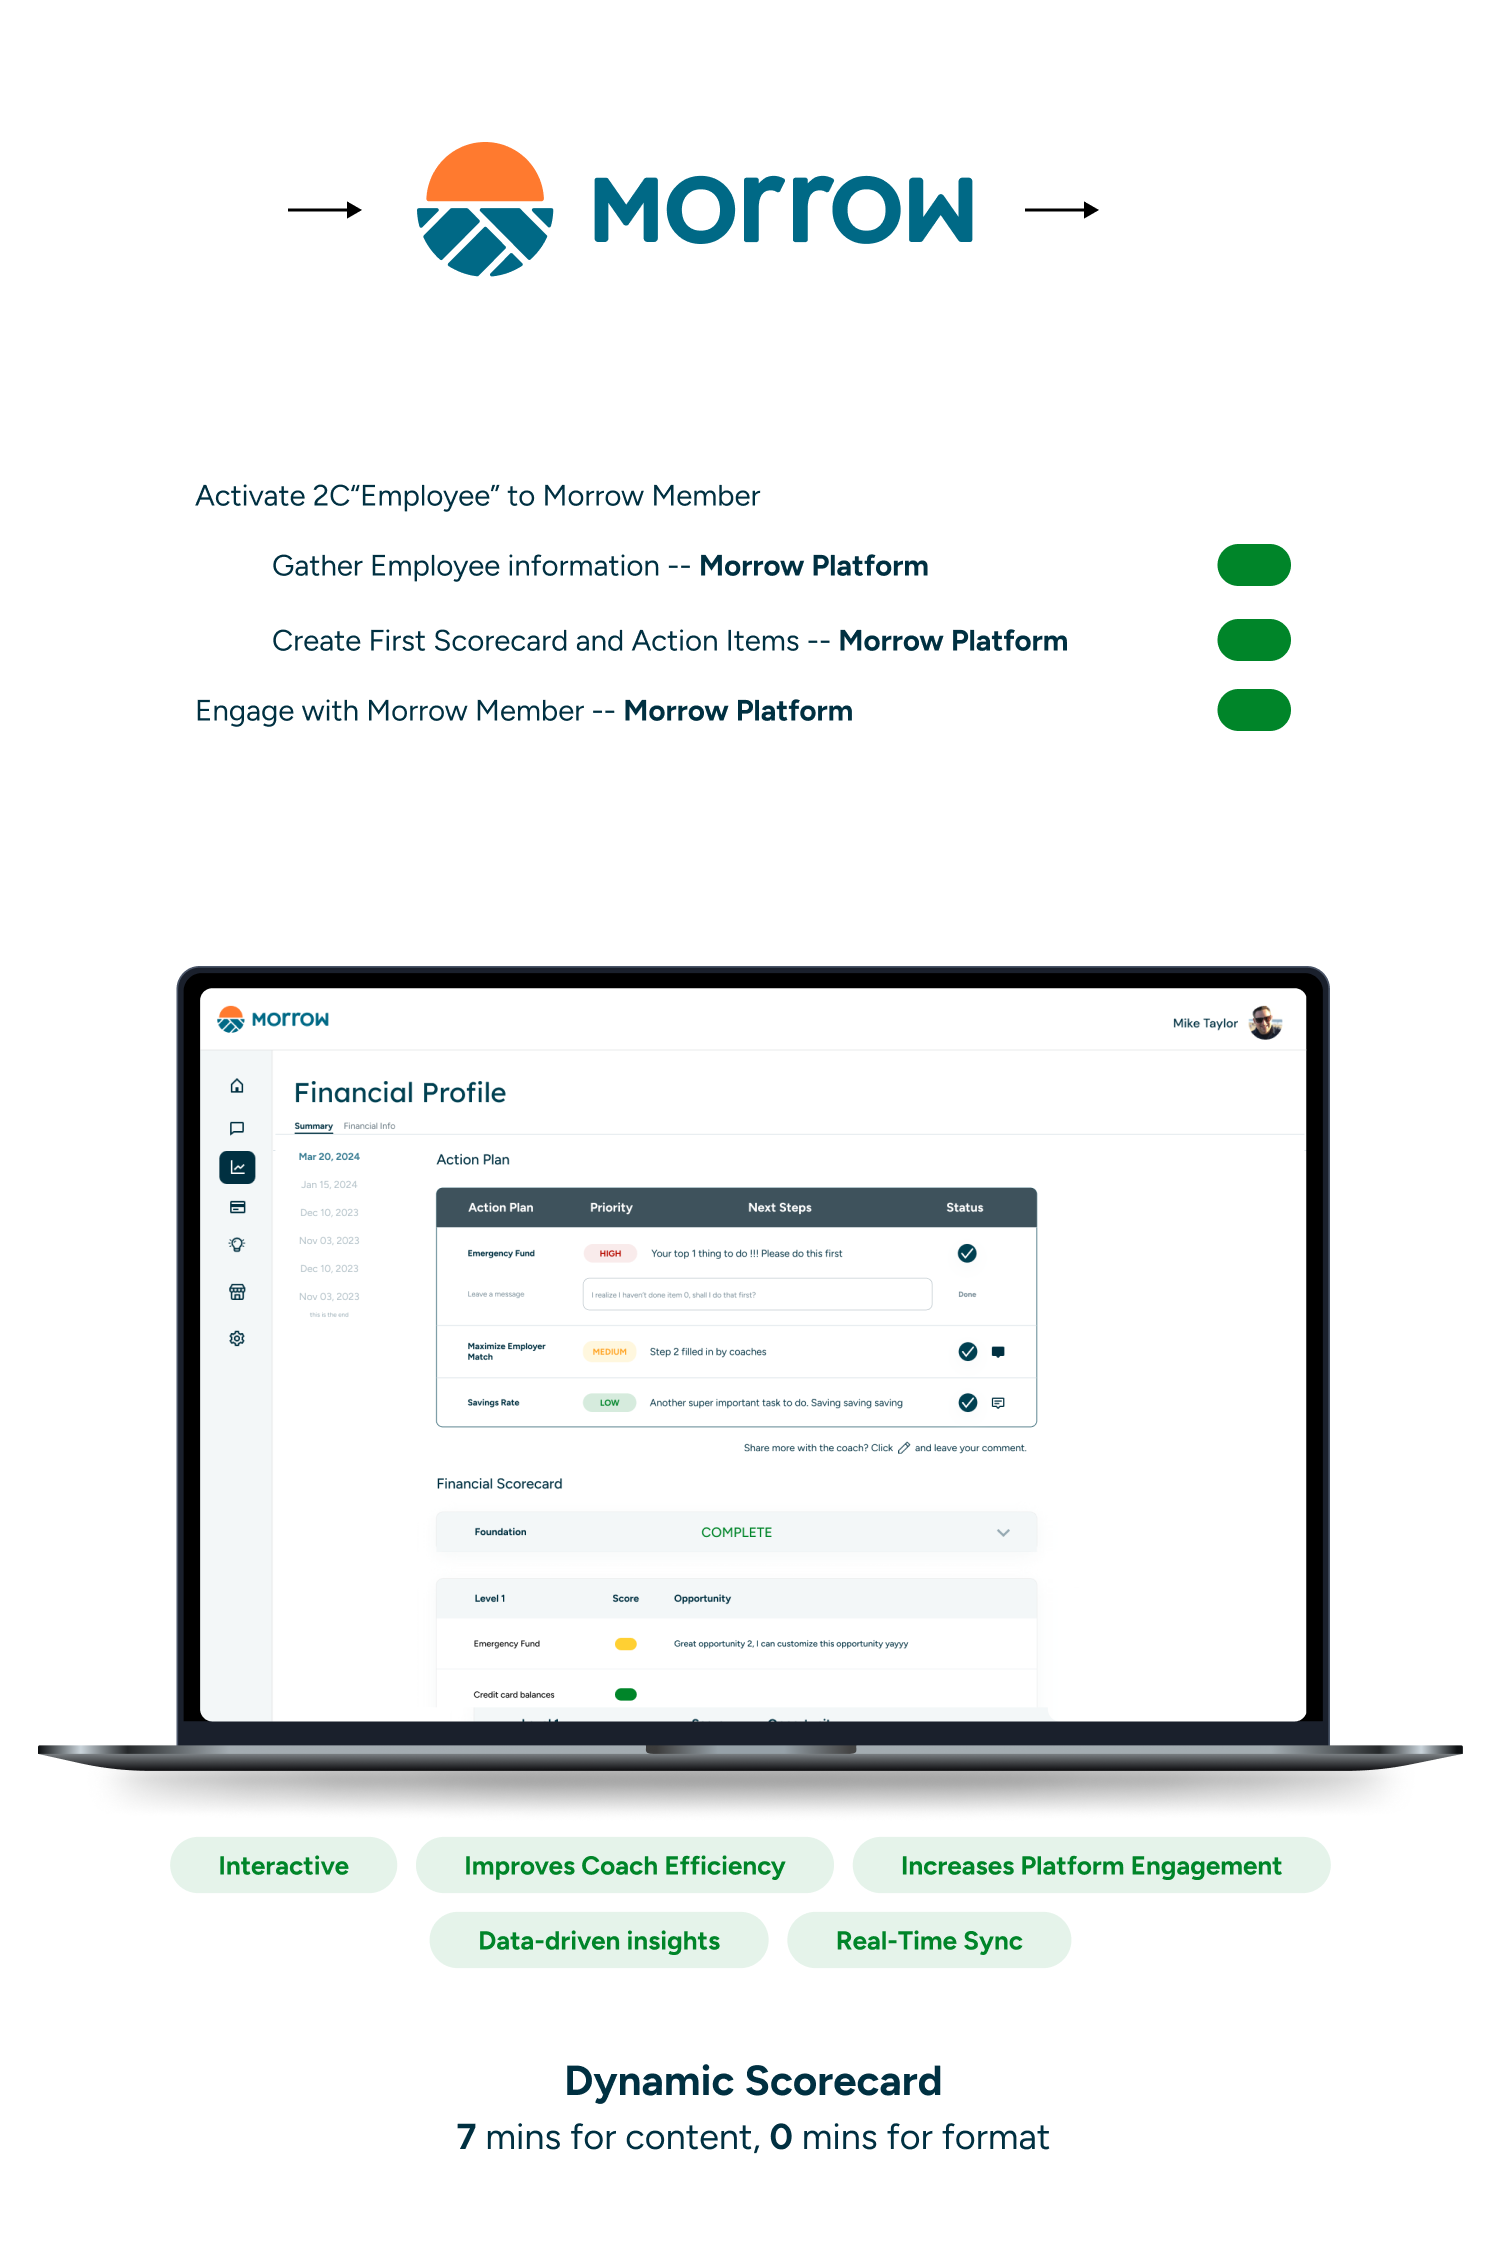 MORROW
Activate 2C“Employee” to Morrow Member
Gather Employee information -- Morrow Platform
Create First Scorecard and Action Items -- Morrow Platform
Engage with Morrow Member -- Morrow Platform
MORROW
Mike Taylor
Financial Profile
Summary Financial Info
Mar 20, 2024
Jan 15, 2024
Dec 10, 2023
Nov 03, 2023
Dec 10, 2023
Nov 03, 2023
this is the end
Action Plan
Action Plan Priority Next Steps Status
Emergency Fund HIGH Your top 1 thing to do !!! Please do this first
Leave a message I realize I haven't done item 0, shall I do that first? Done
Maximize Employer
Match MEDIUM Step 2 filled in by coaches
Savings Rate LOW Another super important task to do. Saving saving saving
Share more with the coach? Click and leave your comment.
Financial Scorecard
Foundation COMPLETE
Level 1 Score Opportunity
Emergency Fund Great opportunity 2, I can customize this opportunity yayyy
Credit card balances
Interactive Improves Coach Efficiency Increases Platform Engagement
Data-driven insights Real-Time Sync
Dynamic Scorecard
7 mins for content, 0 mins for format